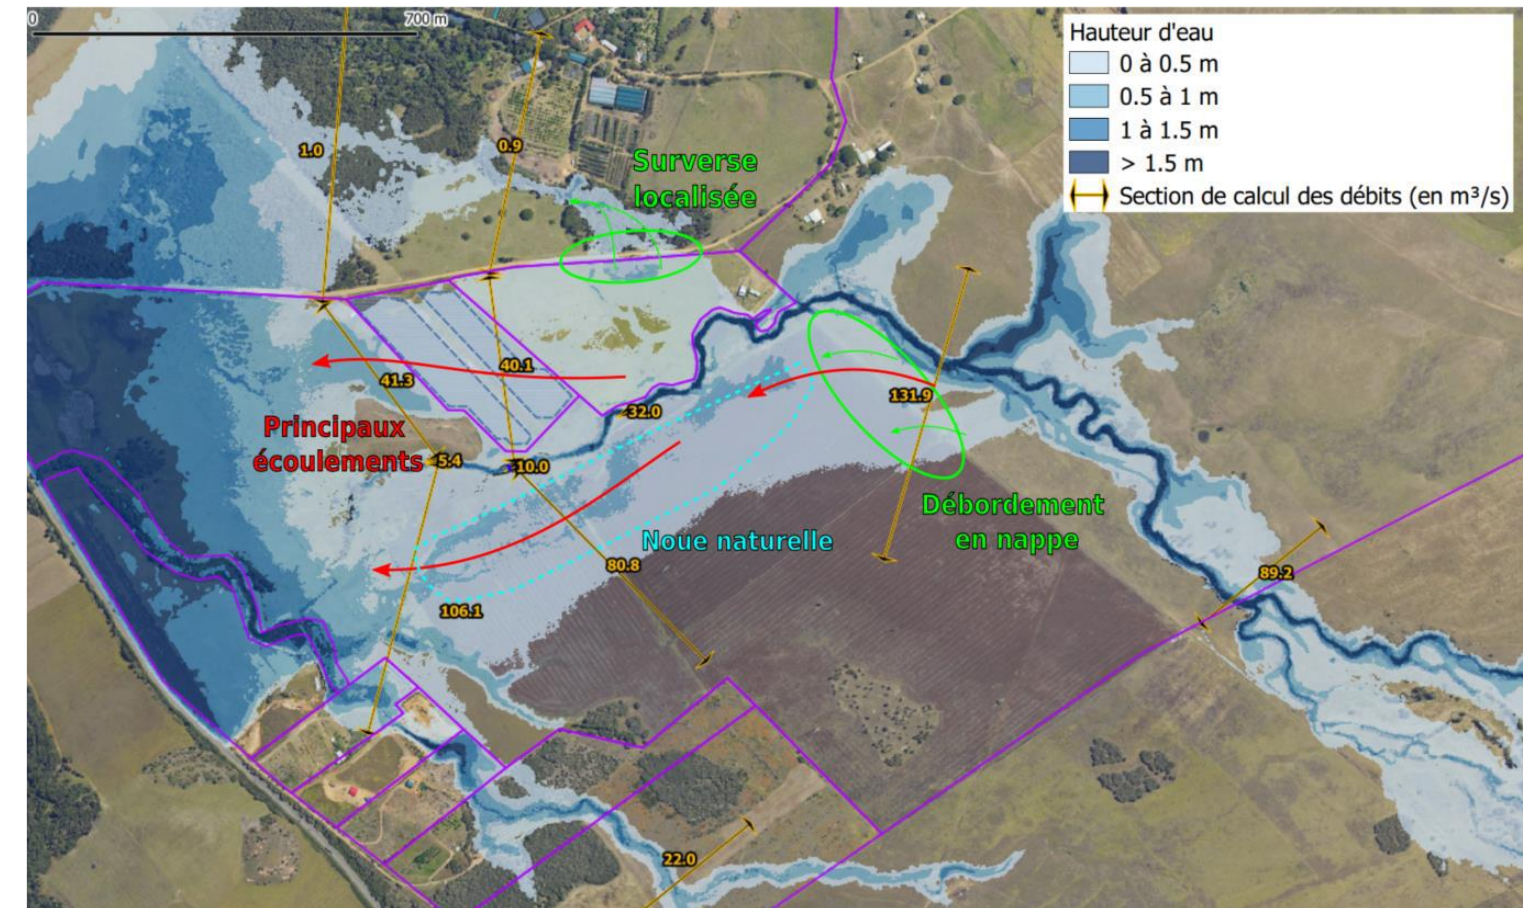 0
700 m
Hauteur d'eau
0 à 0.5 m
0.5 à 1 m
1 à 1.5 m
> 1.5 m
Section de calcul des débits (en m³/s)
1.0
0.9
Surverse
localisée
40.1
41.3
131.9
32.0
Principaux
écoulements
5.4
10.0
Débordement
en nappe
Noue naturelle
80.8
89.2
106.1
22.0